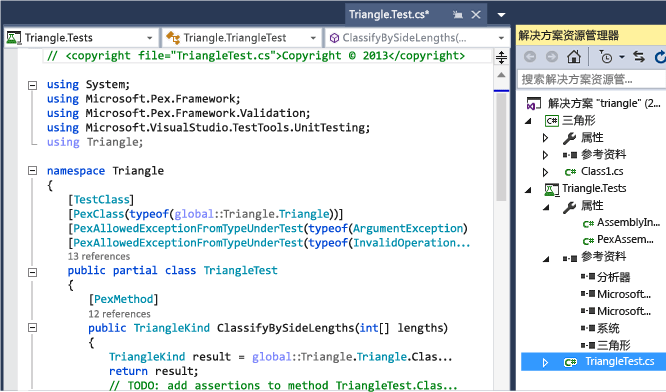 Triangle.Test.cs*
Triangle.Tests
Triangle.TriangleTest
ClassifyBySideLengths(...
// <copyright file="TriangleTest.cs">Copyright © 2013</copyright>
using System;
using Microsoft.Pex.Framework;
using Microsoft.Pex.Framework.Validation;
using Microsoft.VisualStudio.TestTools.UnitTesting;
using Triangle;
namespace Triangle
{
[TestClass]
[PexClass(typeof(global::Triangle.Triangle))]
[PexAllowedExceptionFromTypeUnderTest(typeof(ArgumentException)
[PexAllowedExceptionFromTypeUnderTest(typeof(InvalidOperation...
13 references
public partial class TriangleTest
{
[PexMethod]
12 references
public TriangleKind ClassifyBySideLengths(int[] lengths)
{
TriangleKind result = global::Triangle.Triangle.Clas...
return result;
// TODO: add assertions to method TriangleTest.Clas...
解决方案资源管理器
搜索解决方案资源管...
解决方案 "triangle" (2...
三角形
属性
参考资料
Class1.cs
Triangle.Tests
属性
AssemblyIn...
PexAssem...
参考资料
分析器
Microsoft...
Microsoft...
系统
三角形
TriangleTest.cs